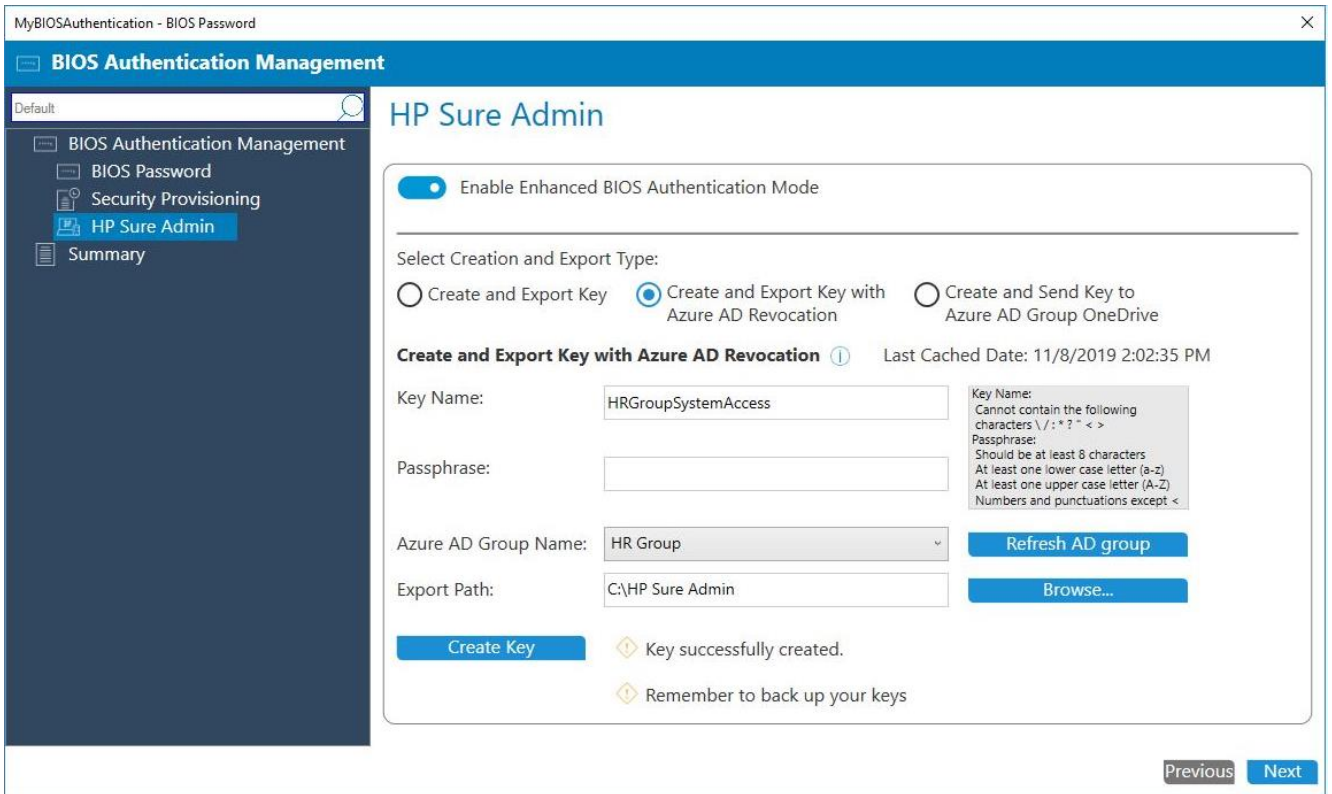 MyBIOSAuthentication - BIOS Password
BIOS Authentication Management
Default
BIOS Authentication Management
BIOS Password
Security Provisioning
HP Sure Admin
Summary
HP Sure Admin
Enable Enhanced BIOS Authentication Mode
Select Creation and Export Type:
Create and Export Key
Create and Export Key with
Azure AD Revocation
Create and Send Key to
Azure AD Group OneDrive
Create and Export Key with Azure AD Revocation
Last Cached Date: 11/8/2019 2:02:35 PM
Key Name:
HRGroupSystemAccess
Key Name:
Cannot contain the following
characters \ / : * ? " < >
Passphrase:
Should be at least 8 characters
At least one lower case letter (a-z)
At least one upper case letter (A-Z)
Numbers and punctuations except <
Passphrase:
Azure AD Group Name:
HR Group
Refresh AD group
Export Path:
C:\HP Sure Admin
Browse...
Create Key
Key successfully created.
Remember to back up your keys
Previous
Next